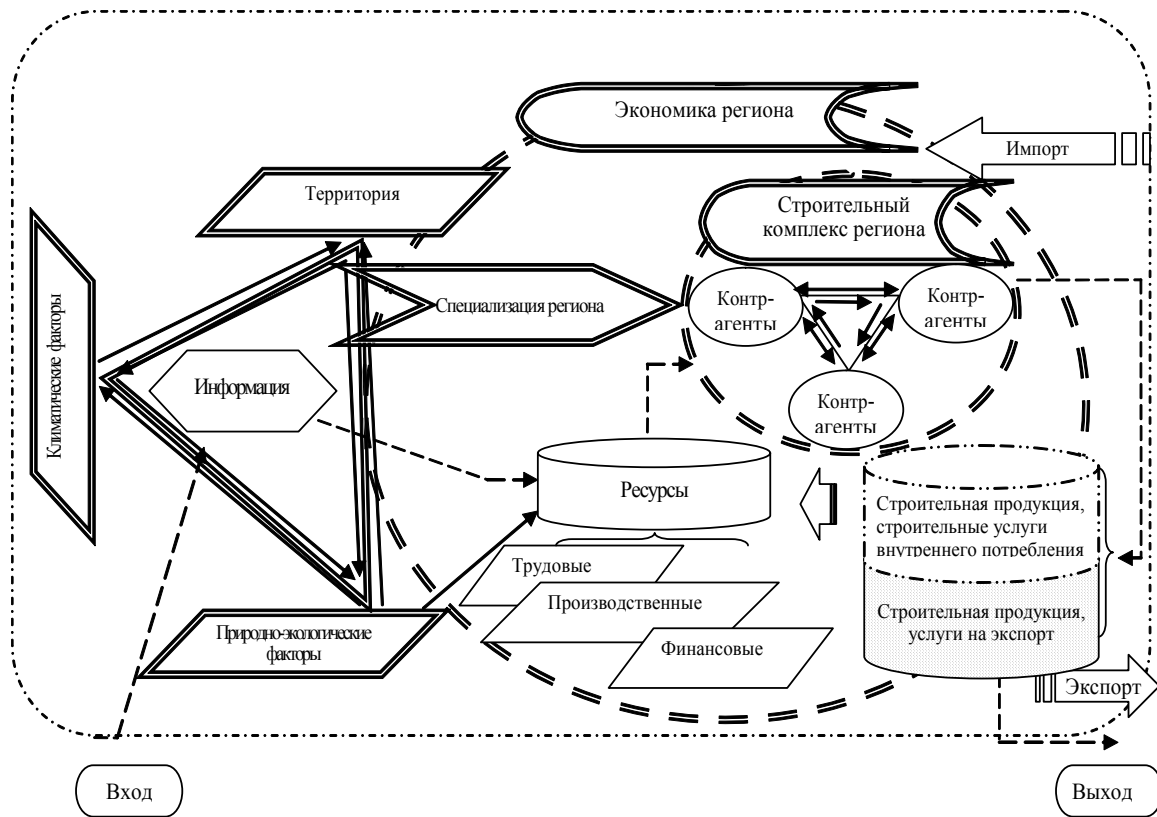 Экономика региона
Импорт
Территория
Строительный
комплекс региона
Климатические факторы
Специализация региона
Контр-
агенты
Контр-
агенты
Информация
Контр-
агенты
Ресурсы
Строительная продукция,
строительные услуги
внутреннего потребления
Трудовые
Производственные
Финансовые
Строительная продукция,
услуги на экспорт
Природно-экологические
факторы
Экспорт
Вход
Выход